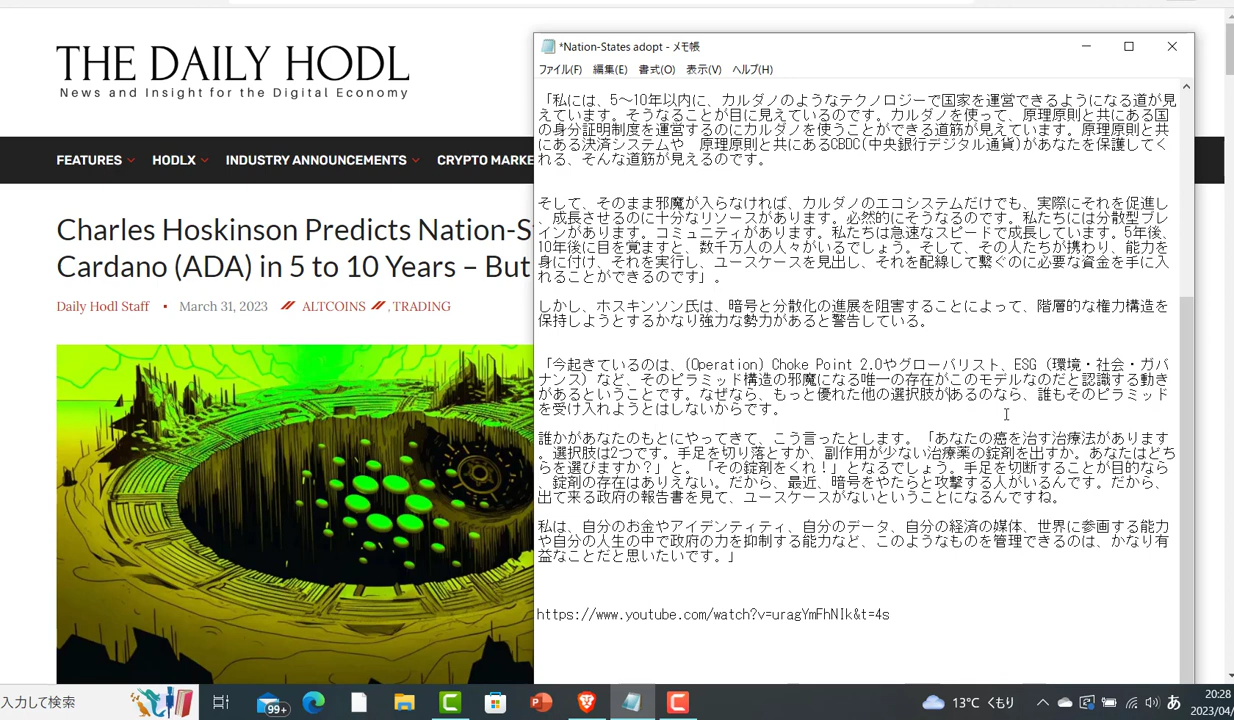 THE DAILY HODL
News and Insight for the Digital Economy
FEATURES HODLX INDUSTRY ANNOUNCEMENTS CRYPTO MARKE
Charles Hoskinson Predicts Nation-S
Cardano (ADA) in 5 to 10 Years – But
Daily Hodl Staff • March 31, 2023 ALTCOINS , TRADING
*Nation-States adopt - メモ帳
ファイル(F) 編集(E) 書式(O) 表示(V) ヘルプ(H)
「私には、5～10年以内に、カルダノのようなテクノロジーで国家を運営できるようになる道が見
えています。そうなることが目に見えているのです。カルダノを使って、原理原則と共にある国
の身分証明制度を運営するのにカルダノを使うことができる道筋が見えています。原理原則と共
にある決済システムや 原理原則と共にあるCBDC(中央銀行デジタル通貨)があなたを保護してく
れる、そんな道筋が見えるのです。
そして、そのまま邪魔が入らなければ、カルダノのエコシステムだけでも、実際にそれを促進し
、成長させるのに十分なリソースがあります。必然的にそうなるのです。私たちには分散型ブレ
インがあります。コミュニティがあります。私たちは急速なスピードで成長しています。5年後、
10年後に目を覚ますと、数千万人の人々がいるでしょう。そして、その人たちが携わり、能力を
身に付け、それを実行し、ユースケースを見出し、それを配線して繋ぐのに必要な資金を手に入
れることができるのです」。
しかし、ホスキンソン氏は、暗号と分散化の進展を阻害することによって、階層的な権力構造を
保持しようとするかなり強力な勢力があると警告している。
「今起きているのは、(Operation) Choke Point 2.0やグローバリスト、ESG（環境・社会・ガバ
ナンス）など、そのピラミッド構造の邪魔になる唯一の存在がこのモデルなのだと認識する動き
があるということです。なぜなら、もっと優れた他の選択肢があるのなら、誰もそのピラミッド
を受け入れようとはしないからです。
誰かがあなたのもとにやってきて、こう言ったとします。「あなたの癌を治す治療法があります
。選択肢は2つです。手足を切り落とすか、副作用が少ない治療薬の錠剤を出すか。あなたはどち
らを選びますか？」と。「その錠剤をくれ！」となるでしょう。手足を切断することが目的なら
、錠剤の存在はありえない。だから、最近、暗号をやたらと攻撃する人がいるんです。だから、
出て来る政府の報告書を見て、ユースケースがないということになるんですね。
私は、自分のお金やアイデンティティ、自分のデータ、自分の経済の媒体、世界に参画する能力
や自分の人生の中で政府の力を抑制する能力など、このようなものを管理できるのは、かなり有
益なことだと思いたいです。」
https://www.youtube.com/watch?v=uragYmFhNIk&t=4s
入力して検索
99+
13℃ くもり
あ
20:28
2023/04/